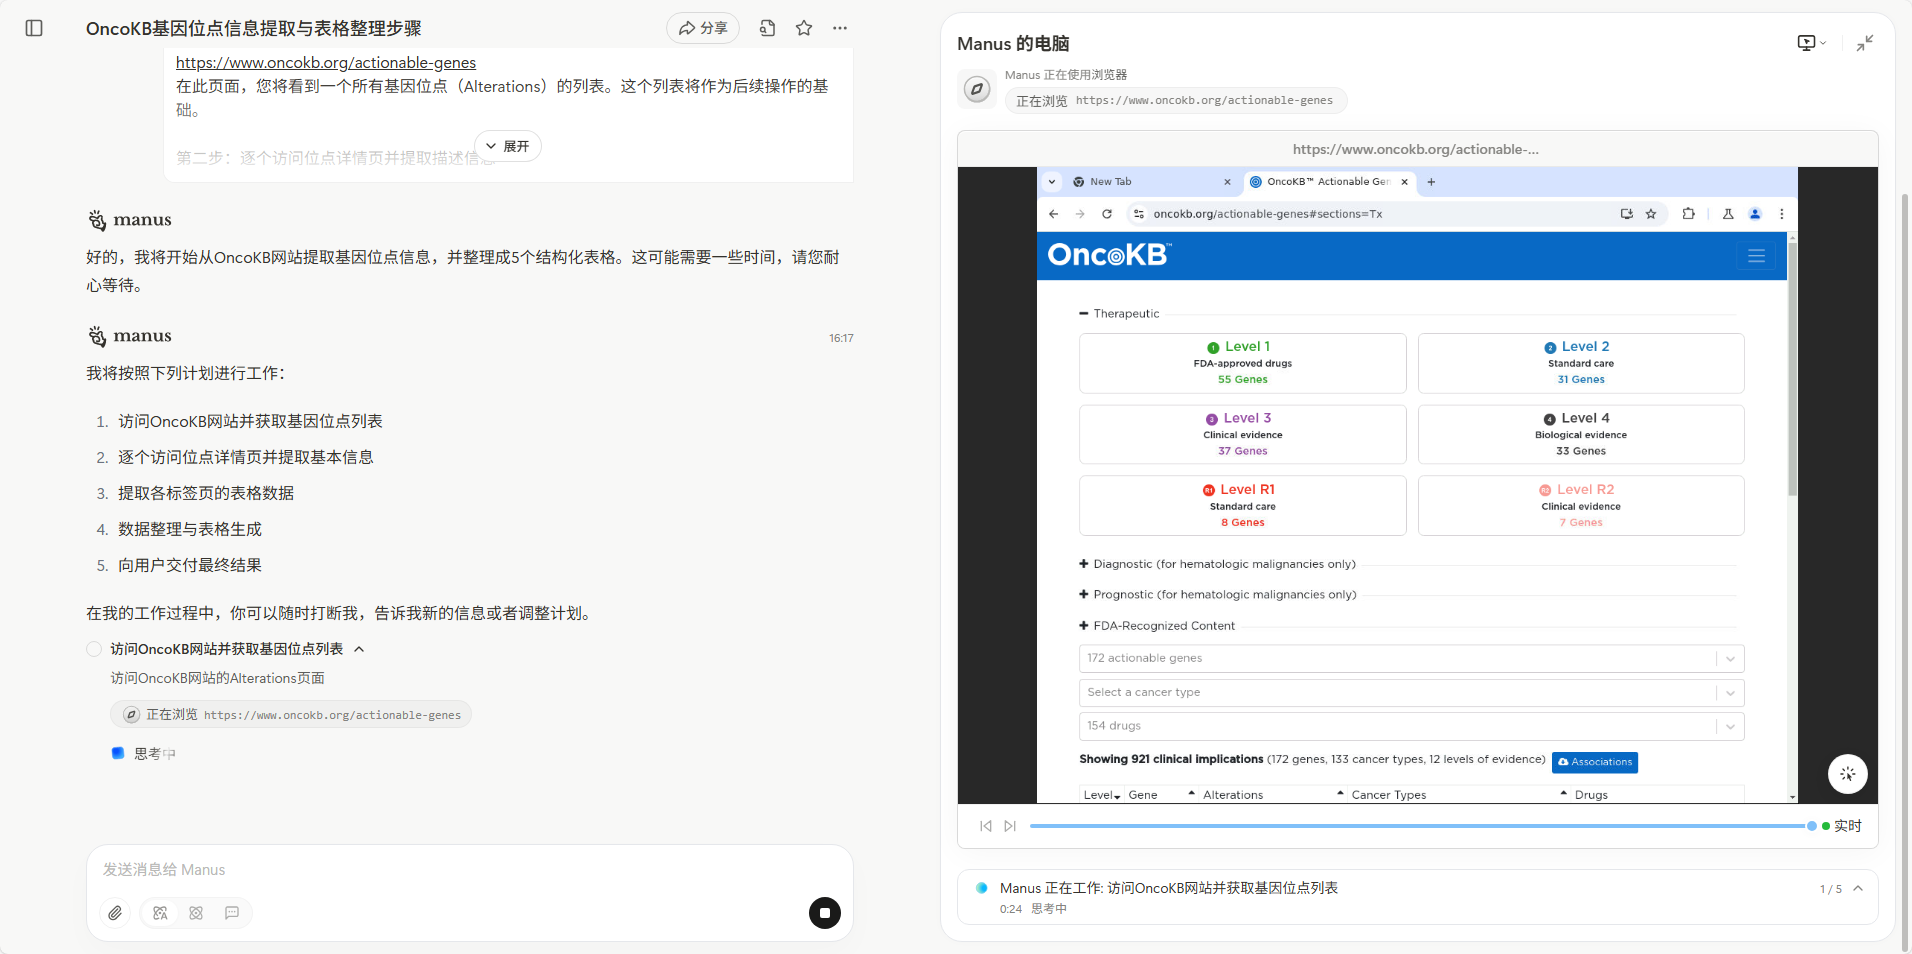 OncoKB基因位点信息提取与表格整理步骤
分享
https://www.oncokb.org/actionable-genes
在此页面，您将看到一个所有基因位点（Alterations）的列表。这个列表将作为后续操作的基
础。
第二步：逐个访问位点详情页并提取描述信息
展开
manus
好的，我将开始从OncoKB网站提取基因位点信息，并整理成5个结构化表格。这可能需要一些时间，请您耐
心等待。
manus
16:17
我将按照下列计划进行工作：
1. 访问OncoKB网站并获取基因位点列表
2. 逐个访问位点详情页并提取基本信息
3. 提取各标签页的表格数据
4. 数据整理与表格生成
5. 向用户交付最终结果
在我的工作过程中，你可以随时打断我，告诉我新的信息或者调整计划。
访问OncoKB网站并获取基因位点列表
访问OncoKB网站的Alterations页面
正在浏览 https://www.oncokb.org/actionable-genes
思考中
发送消息给 Manus
Manus 的电脑
Manus 正在使用浏览器
正在浏览 https://www.oncokb.org/actionable-genes
https://www.oncokb.org/actionable-...
New Tab
OncoKB™ Actionable Gen
oncokb.org/actionable-genes#sections=Tx
OncoKB™
Therapeutic
1 Level 1
FDA-approved drugs
55 Genes
2 Level 2
Standard care
31 Genes
3 Level 3
Clinical evidence
37 Genes
4 Level 4
Biological evidence
33 Genes
R1 Level R1
Standard care
8 Genes
R2 Level R2
Clinical evidence
7 Genes
Diagnostic (for hematologic malignancies only)
Prognostic (for hematologic malignancies only)
FDA-Recognized Content
172 actionable genes
Select a cancer type
154 drugs
Showing 921 clinical implications (172 genes, 133 cancer types, 12 levels of evidence)
Associations
Level Gene Alterations Cancer Types Drugs
实时
Manus 正在工作: 访问OncoKB网站并获取基因位点列表
1 / 5
0:24 思考中